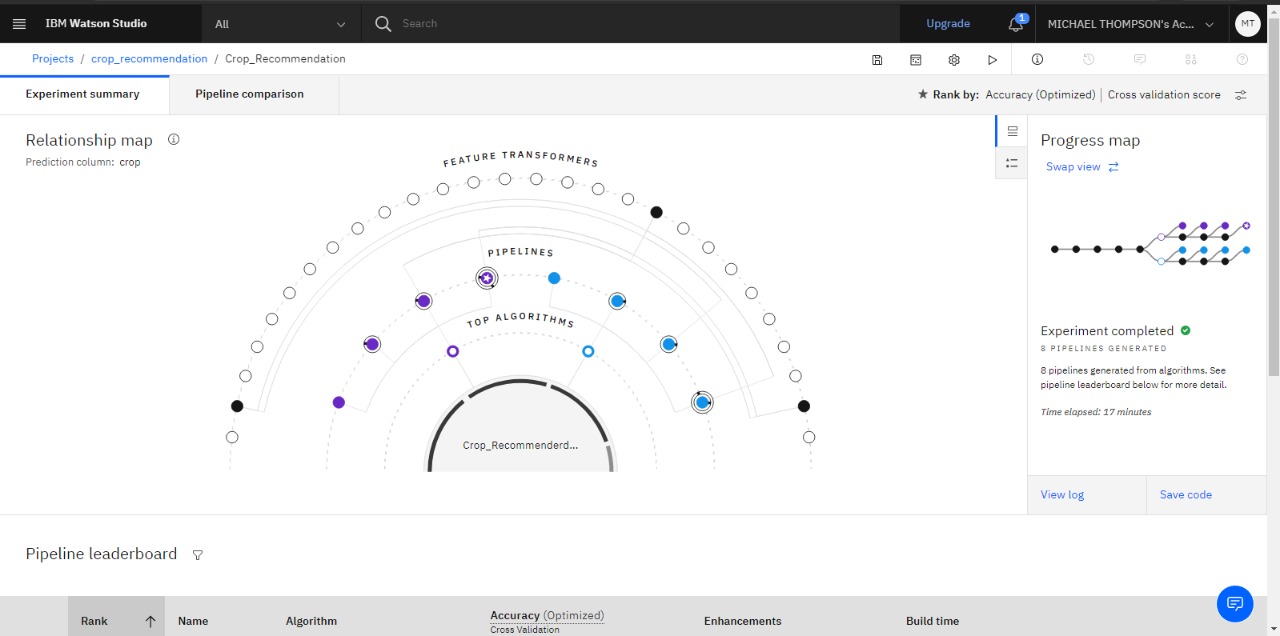 IBM Watson Studio
All
Search
Upgrade
1
MICHAEL THOMPSON's Ac...
MT
Projects / crop_recommendation / Crop_Recommendation
Experiment summary
Pipeline comparison
★ Rank by: Accuracy (Optimized) | Cross validation score
Relationship map
Prediction column: crop
FEATURE TRANSFORMERS
PIPELINES
TOP ALGORITHMS
Crop_Recommenderd...
Progress map
Swap view
Experiment completed
8 PIPELINES GENERATED
8 pipelines generated from algorithms. See
pipeline leaderboard below for more detail.
Time elapsed: 17 minutes
View log
Save code
Pipeline leaderboard
Rank
Name
Algorithm
Accuracy (Optimized)
Cross Validation
Enhancements
Build time